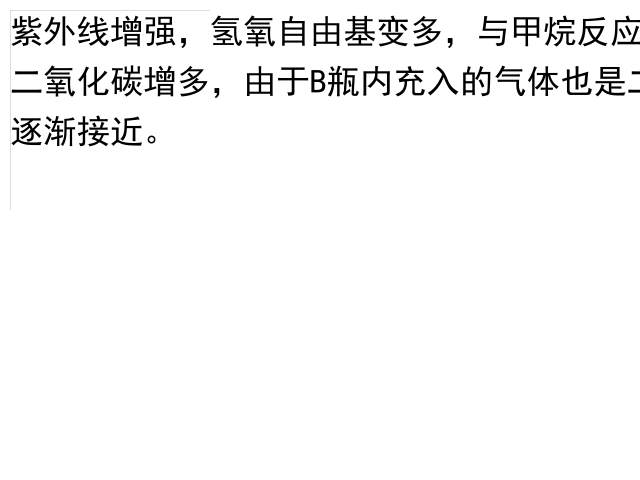 紫外线增强，氢氧自由基变多，与甲烷反应
二氧化碳增多，由于B瓶内充入的气体也是
逐渐接近。